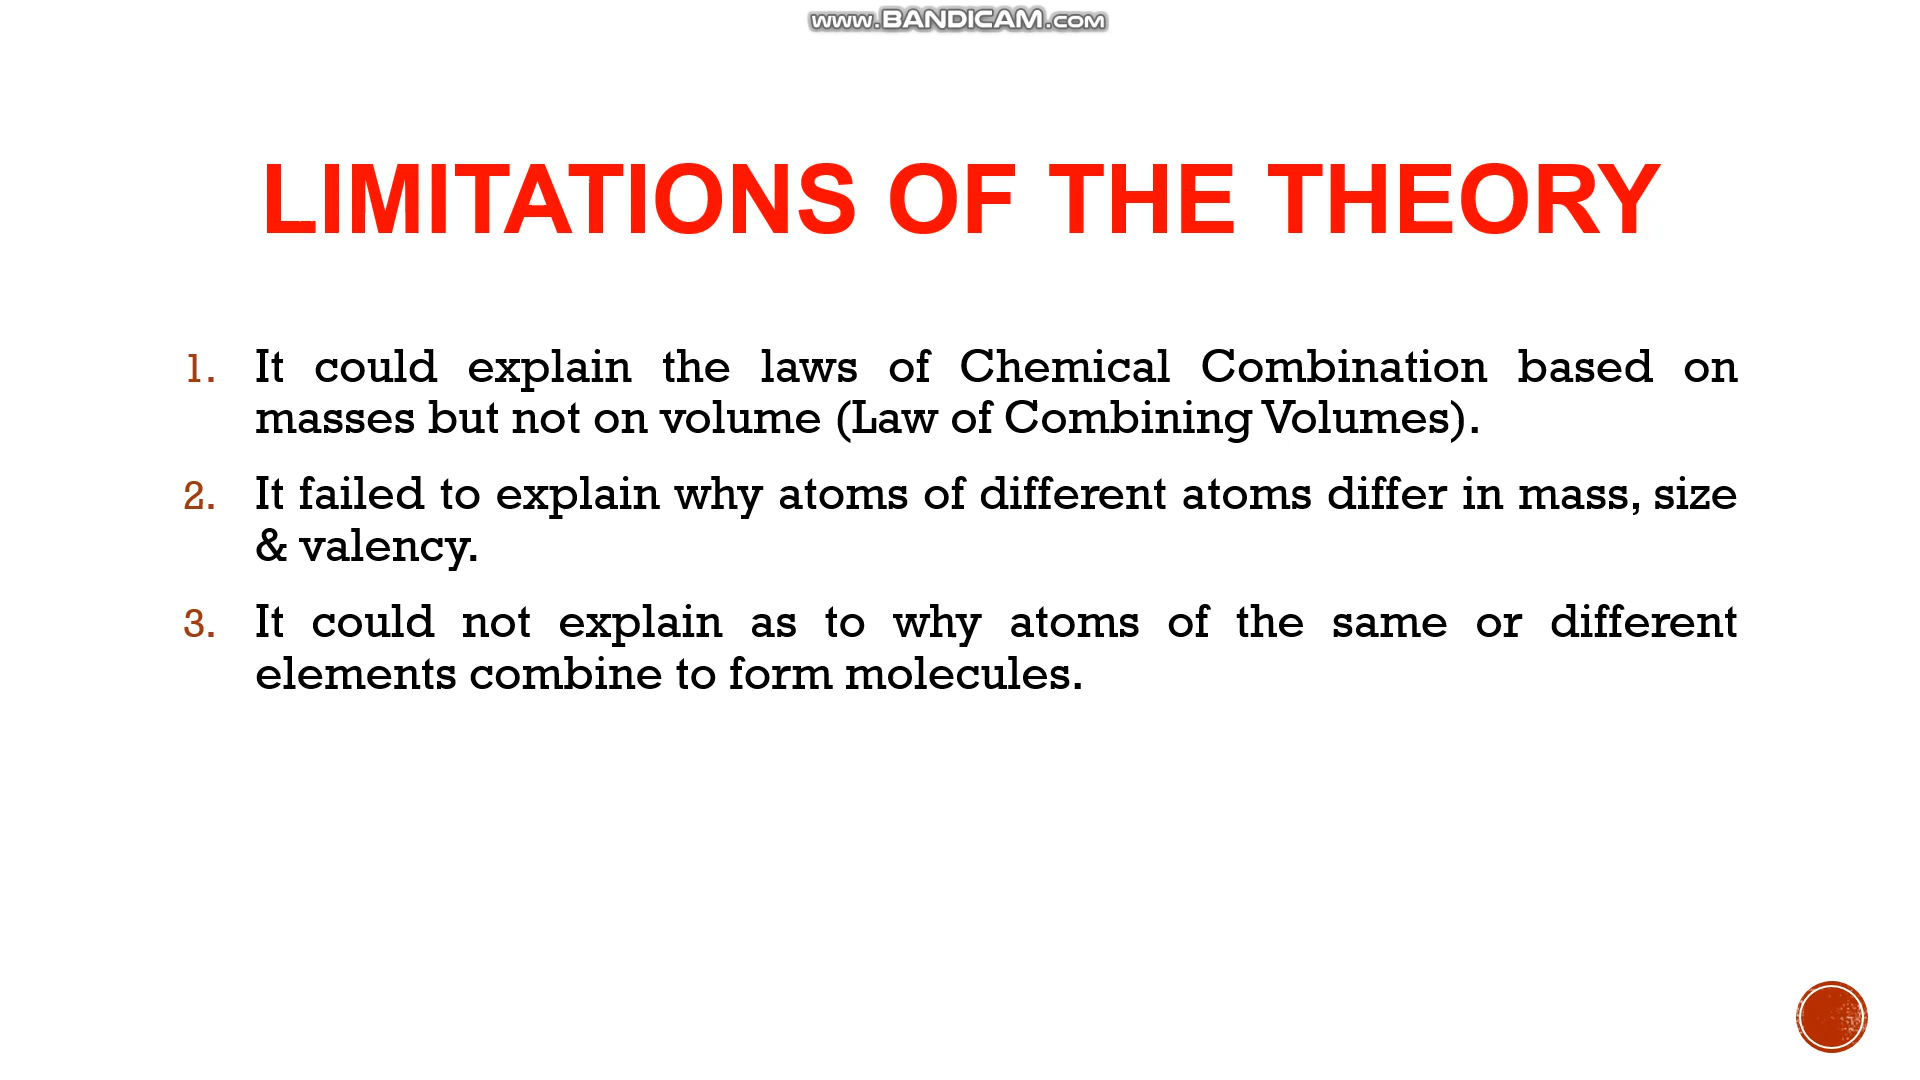 www.BANDICAM.com
LIMITATIONS OF THE THEORY
1. It could explain the laws of Chemical Combination based on
masses but not on volume (Law of Combining Volumes).
2. It failed to explain why atoms of different atoms differ in mass, size
& valency.
3. It could not explain as to why atoms of the same or different
elements combine to form molecules.